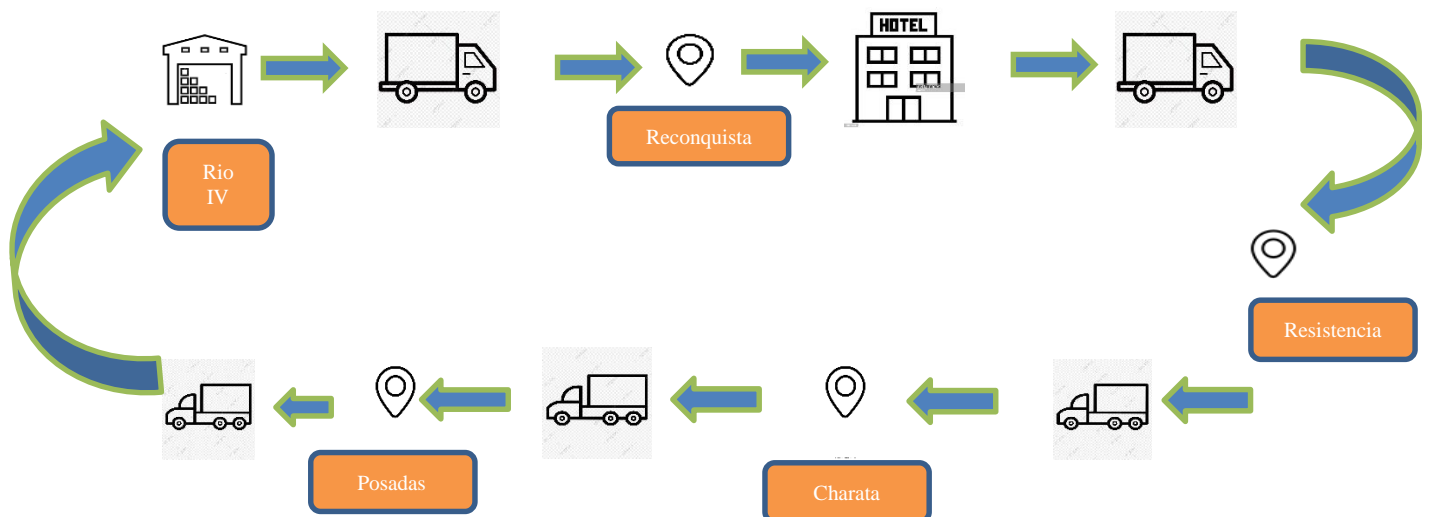 HOTEL
Reconquista
Rio
IV
Resistencia
Posadas
Charata